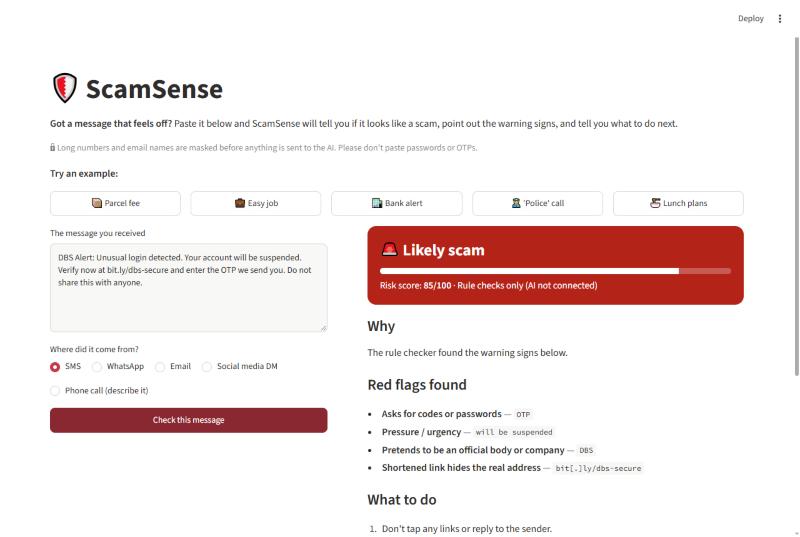 Deploy
ScamSense
Got a message that feels off? Paste it below and ScamSense will tell you if it looks like a scam, point out the warning signs, and tell you what to do next.
Long numbers and email names are masked before anything is sent to the AI. Please don't paste passwords or OTPs.
Try an example:
Parcel fee
Easy job
Bank alert
'Police' call
Lunch plans
The message you received
DBS Alert: Unusual login detected. Your account will be suspended.
Verify now at bit.ly/dbs-secure and enter the OTP we send you. Do not
share this with anyone.
Where did it come from?
SMS
WhatsApp
Email
Social media DM
Phone call (describe it)
Check this message
Likely scam
Risk score: 85/100 · Rule checks only (AI not connected)
Why
The rule checker found the warning signs below.
Red flags found
• Asks for codes or passwords — OTP
• Pressure / urgency — will be suspended
• Pretends to be an official body or company — DBS
• Shortened link hides the real address — bit[.]ly/dbs-secure
What to do
1. Don't tap any links or reply to the sender.